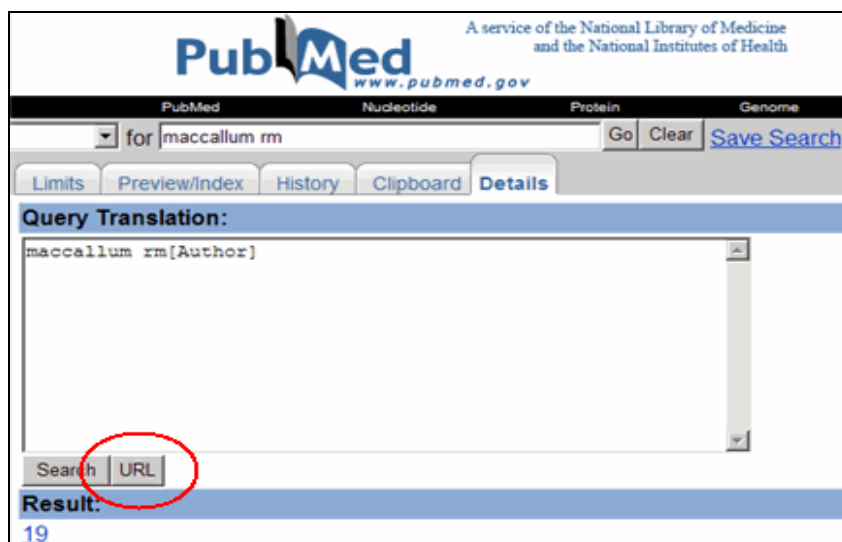 A service of the National Library of Medicine
and the National Institutes of Health
PubMed
www.pubmed.gov
PubMed Nucleotide Protein Genome
for maccallum rm Go Clear Save Search
Limits Preview/Index History Clipboard Details
Query Translation:
maccallum rm[Author]
Search URL
Result:
19